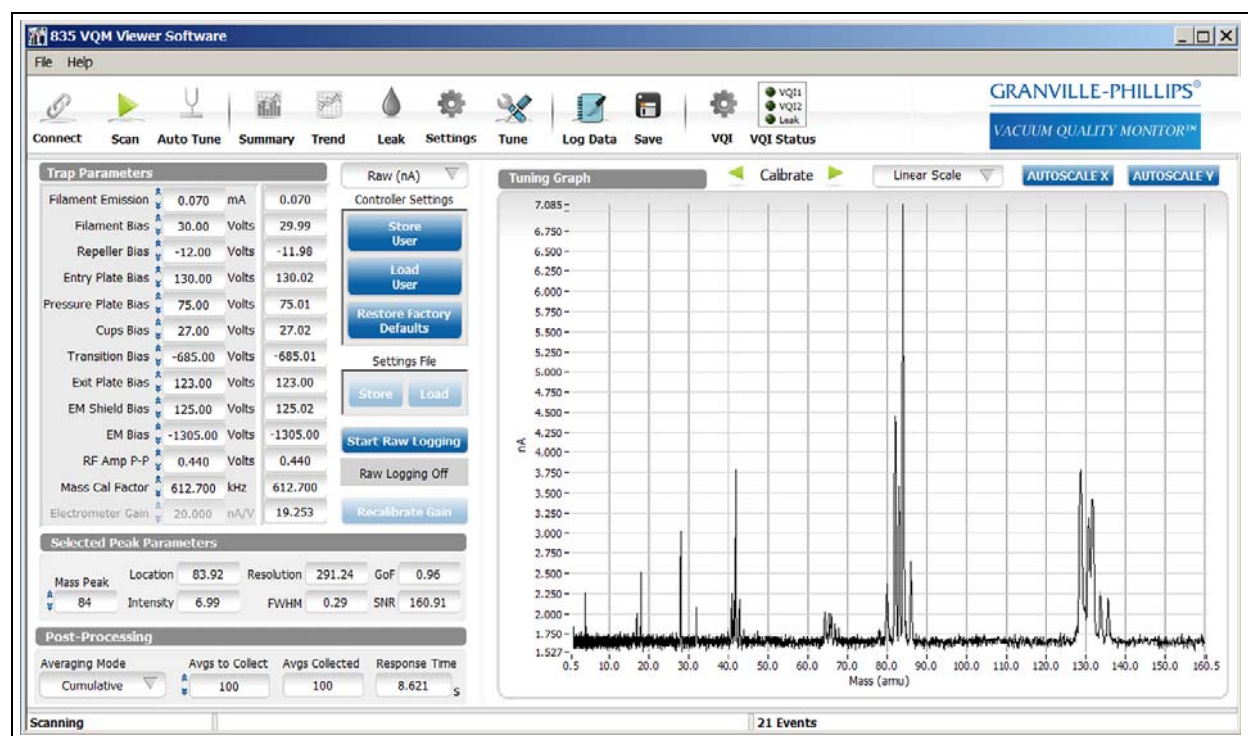 835 VQM Viewer Software
File Help
Connect Scan Auto Tune Summary Trend Leak Settings Tune Log Data Save VQI VQI Status
VQI1
VQI2
Leak
GRANVILLE-PHILLIPS®
VACUUM QUALITY MONITOR™
Trap Parameters
Filament Emission 0.070 mA 0.070
Filament Bias 30.00 Volts 29.99
Repeller Bias -12.00 Volts -11.98
Entry Plate Bias 130.00 Volts 130.02
Pressure Plate Bias 75.00 Volts 75.01
Cups Bias 27.00 Volts 27.02
Transition Bias -685.00 Volts -685.01
Exit Plate Bias 123.00 Volts 123.00
EM Shield Bias 125.00 Volts 125.02
EM Bias -1305.00 Volts -1305.00
RF Amp P-P 0.440 Volts 0.440
Mass Cal Factor 612.700 kHz 612.700
Electrometer Gain 20.000 nA/V 19.253
Raw (nA)
Controller Settings
Store
User
Load
User
Restore Factory
Defaults
Settings File
Store Load
Start Raw Logging
Raw Logging Off
Recalibrate Gain
Selected Peak Parameters
Mass Peak
84
Location 83.92 Resolution 291.24 GoF 0.96
Intensity 6.99 FWHM 0.29 SNR 160.91
Post-Processing
Averaging Mode Avgs to Collect Avgs Collected Response Time
Cumulative 100 100 8.621 s
Tuning Graph Calibrate Linear Scale AUTOSCALE X AUTOSCALE Y
7.085
6.750
6.500
6.250
6.000
5.750
5.500
5.250
5.000
4.750
4.500
4.250
4.000
3.750
3.500
3.250
3.000
2.750
2.500
2.250
2.000
1.750
1.527
nA
0.5 10.0 20.0 30.0 40.0 50.0 60.0 70.0 80.0 90.0 100.0 110.0 120.0 130.0 140.0 150.0 160.5
Mass (amu)
Scanning 21 Events